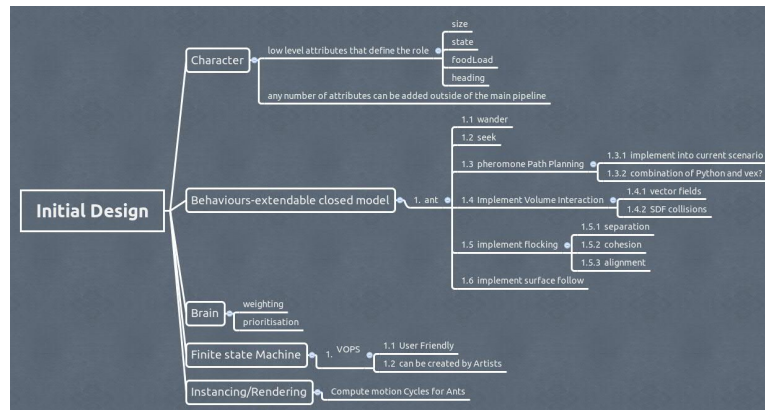 Initial Design
Character
low level attributes that define the role
size
state
foodLoad
heading
any number of attributes can be added outside of the main pipeline
Behaviours-extendable closed model
1. ant
1.1 wander
1.2 seek
1.3 pheromone Path Planning
1.3.1 implement into current scenario
1.3.2 combination of Python and vex?
1.4 Implement Volume Interaction
1.4.1 vector fields
1.4.2 SDF collisions
1.5 implement flocking
1.5.1 separation
1.5.2 cohesion
1.5.3 alignment
1.6 implement surface follow
Brain
weighting
prioritisation
Finite state Machine
1. VOPS
1.1 User Friendly
1.2 can be created by Artists
Instancing/Rendering
Compute motion Cycles for Ants